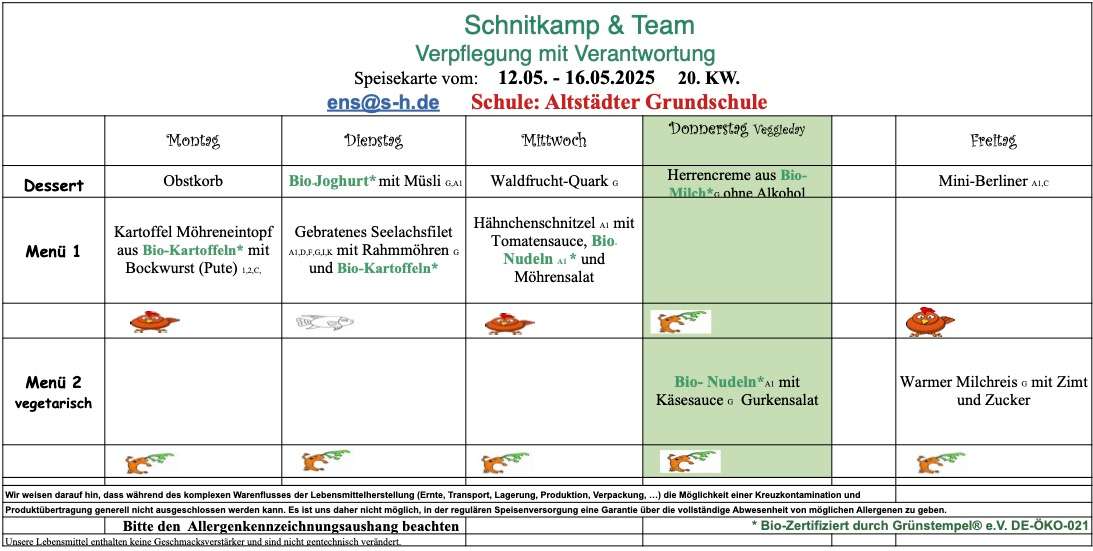 Schnitkamp & Team
Verpflegung mit Verantwortung
Speisekarte vom: 12.05. - 16.05.2025 20. KW.
ens@s-h.de Schule: Altstädter Grundschule
Montag Dienstag Mittwoch Donnerstag Veggieday Freitag
Dessert
Obstkorb
Bio-Joghurt* mit Müsli G,A1
Waldfrucht-Quark G
Herrencreme aus Bio-
Milch*G ohne Alkohol
Mini-Berliner A1,C
Menü 1
Kartoffel Möhreneintopf
aus Bio-Kartoffeln* mit
Bockwurst (Pute) 1,2,C,
Gebratenes Seelachsfilet
A1,D,F,G,I,K mit Rahmmöhren G
und Bio-Kartoffeln*
Hähnchenschnitzel A1 mit
Tomatensauce, Bio-
Nudeln A1 * und
Möhrensalat
Menü 2
vegetarisch
Bio- Nudeln*A1 mit
Käsesauce G Gurkensalat
Warmer Milchreis G mit Zimt
und Zucker
Wir weisen darauf hin, dass während des komplexen Warenflusses der Lebensmittelherstellung (Ernte, Transport, Lagerung, Produktion, Verpackung, …) die Möglichkeit einer Kreuzkontamination und
Produktübertragung generell nicht ausgeschlossen werden kann. Es ist uns daher nicht möglich, in der regulären Speisenversorgung eine Garantie über die vollständige Abwesenheit von möglichen Allergenen zu geben.
Bitte den Allergenkennzeichnungsaushang beachten
* Bio-Zertifiziert durch Grünstempel® e.V. DE-ÖKO-021
Unsere Lebensmittel enthalten keine Geschmacksverstärker und sind nicht gentechnisch verändert.